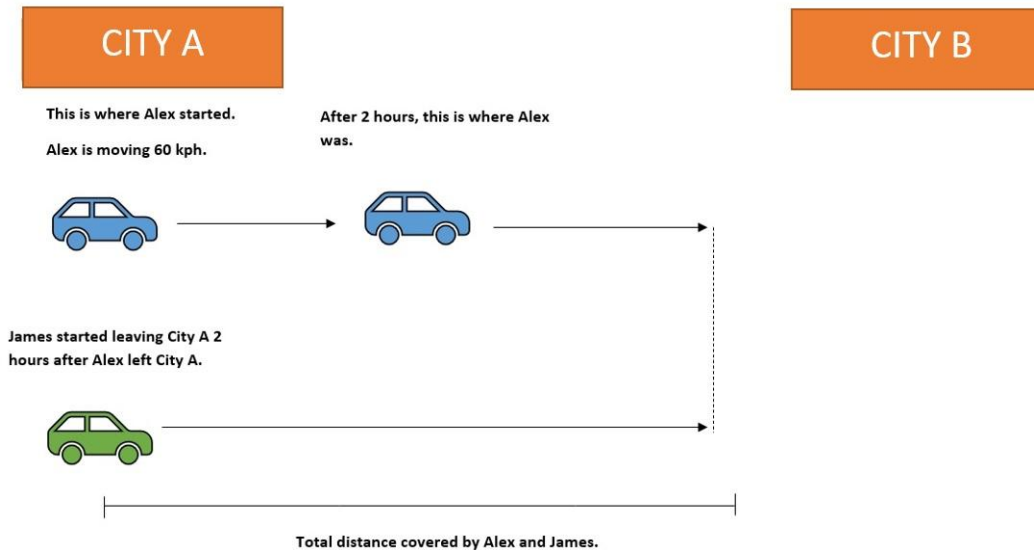 CITY A
CITY B
This is where Alex started.
Alex is moving 60 kph.
After 2 hours, this is where Alex
was.
James started leaving City A 2
hours after Alex left City A.
Total distance covered by Alex and James.